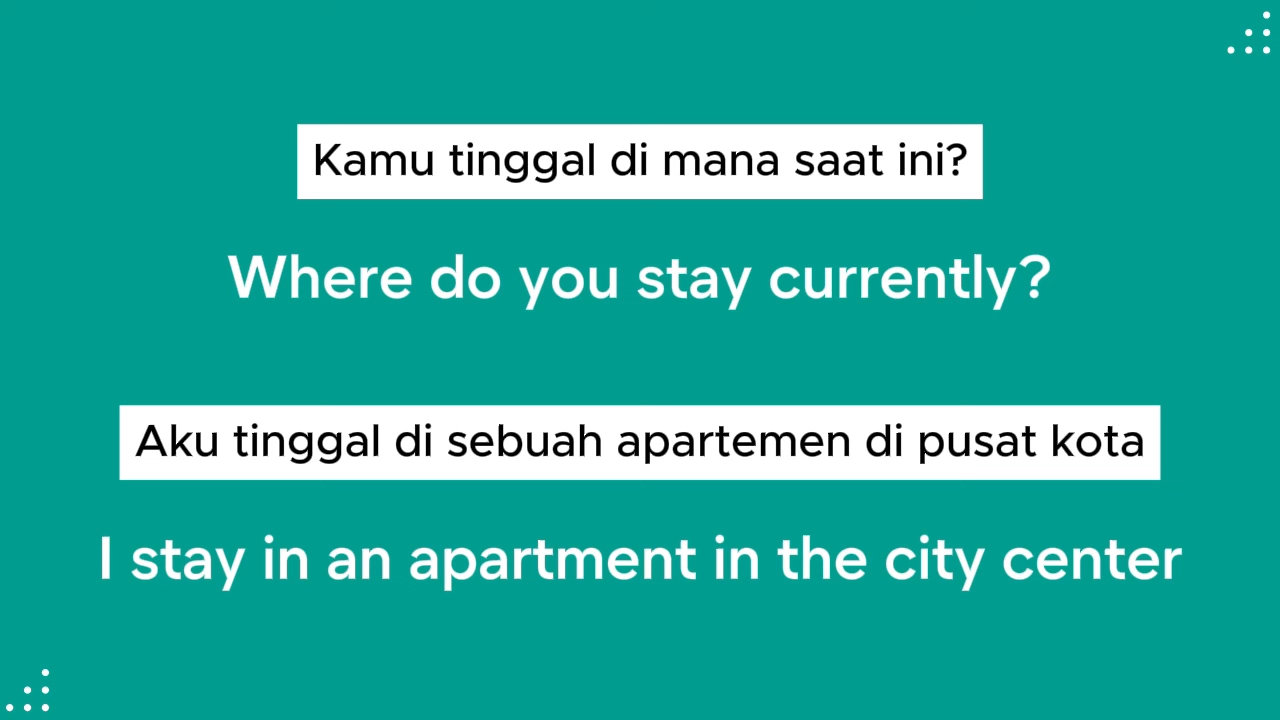 Kamu tinggal di mana saat ini?
Where do you stay currently?
Aku tinggal di sebuah apartemen di pusat kota
I stay in an apartment in the city center